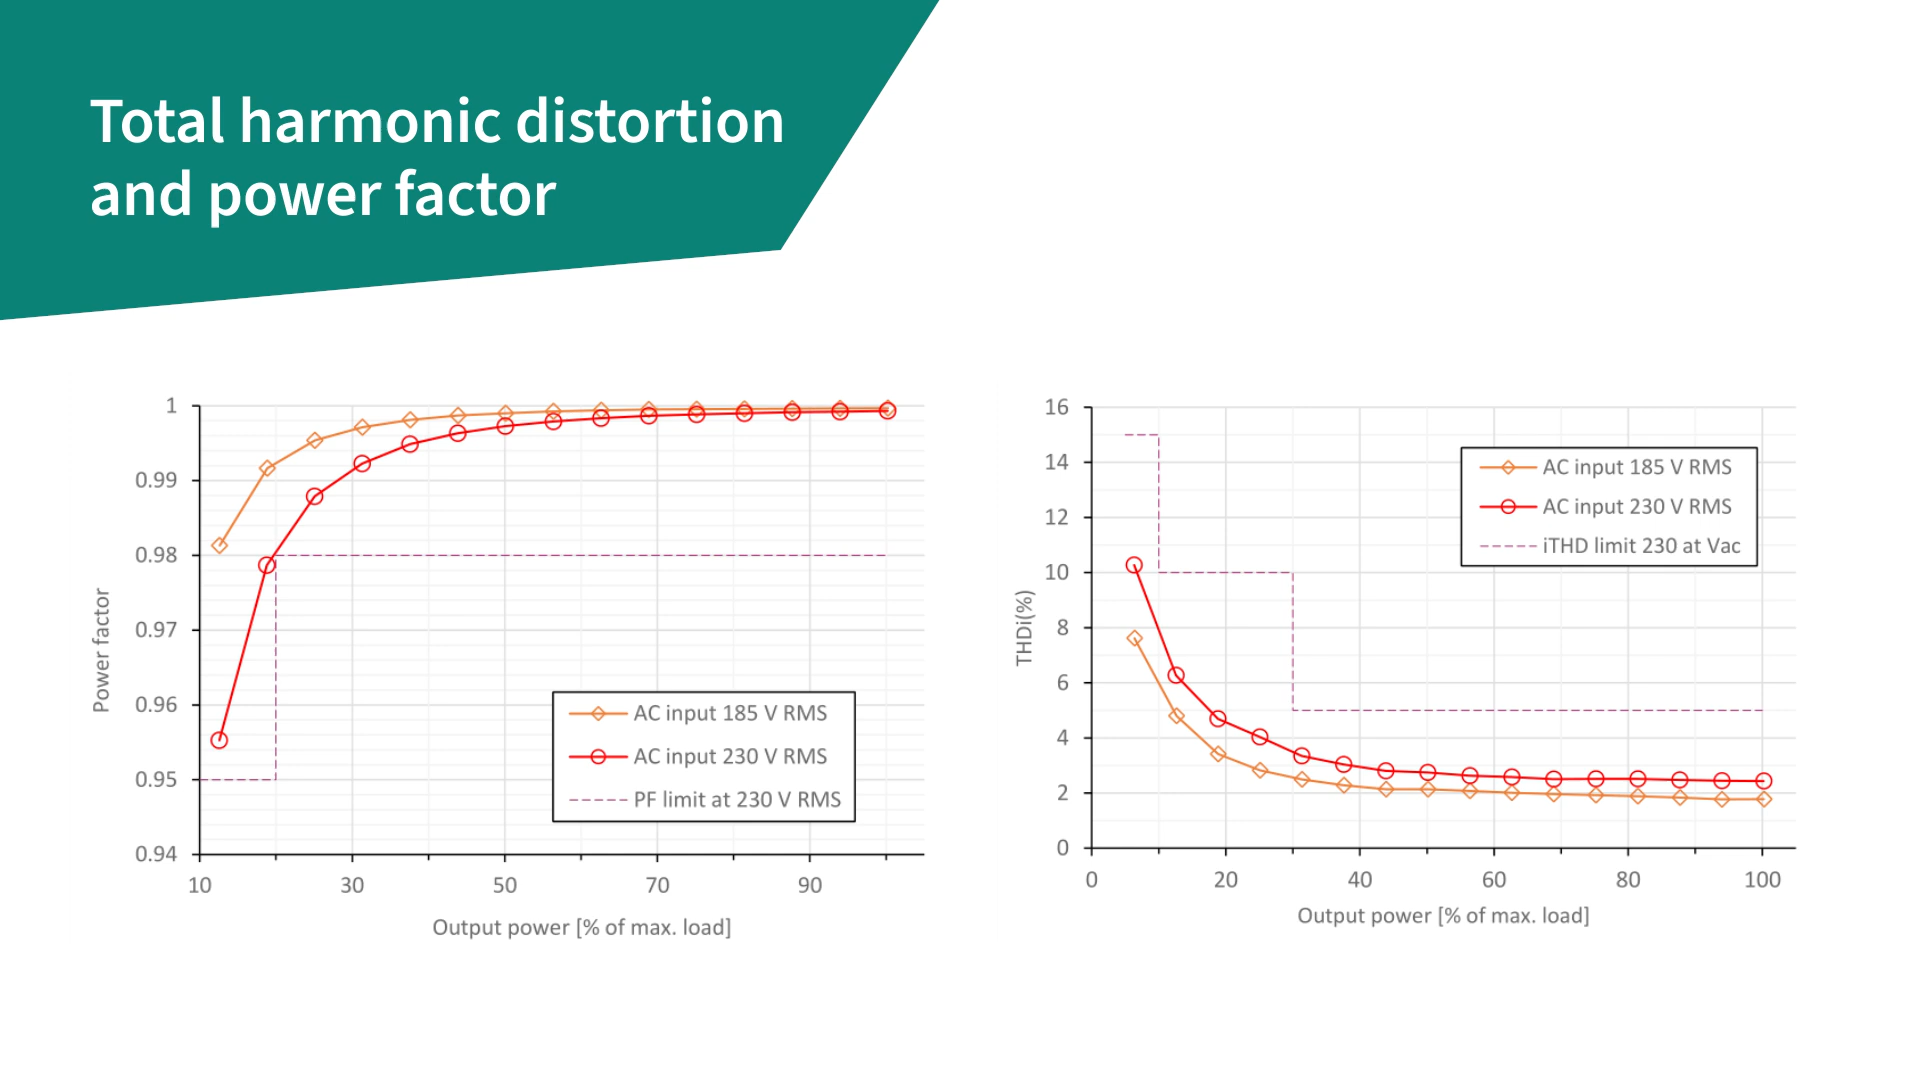 Total harmonic distortion
and power factor
1
0.99
0.98
0.97
0.96
0.95
0.94
Power factor
10 30 50 70 90
Output power [% of max. load]
AC input 185 V RMS
AC input 230 V RMS
PF limit at 230 V RMS
16
14
12
10
8
6
4
2
0
THDi(%)
0 20 40 60 80 100
Output power [% of max. load]
AC input 185 V RMS
AC input 230 V RMS
iTHD limit 230 at Vac